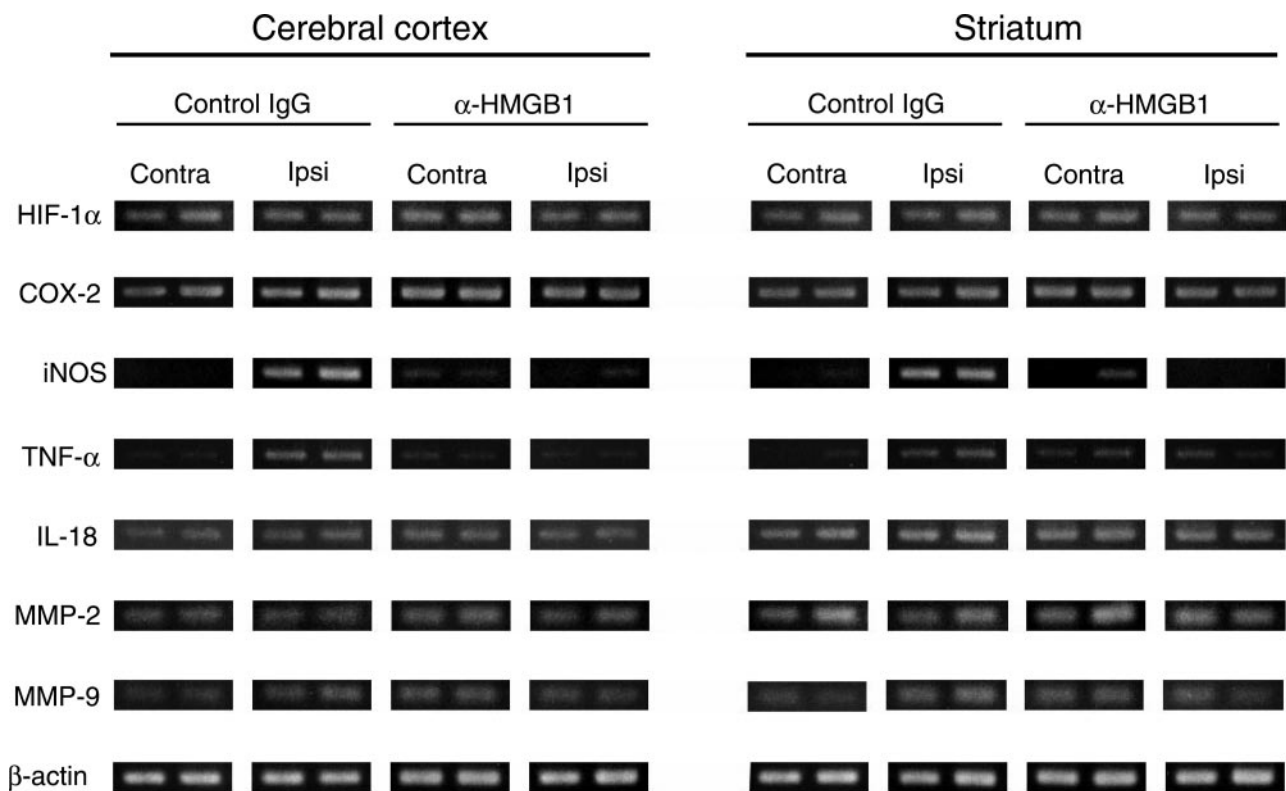 Cerebral cortex Striatum
Control IgG α-HMGB1 Control IgG α-HMGB1
Contra Ipsi Contra Ipsi Contra Ipsi Contra Ipsi
HIF-1α
COX-2
iNOS
TNF-α
IL-18
MMP-2
MMP-9
β-actin